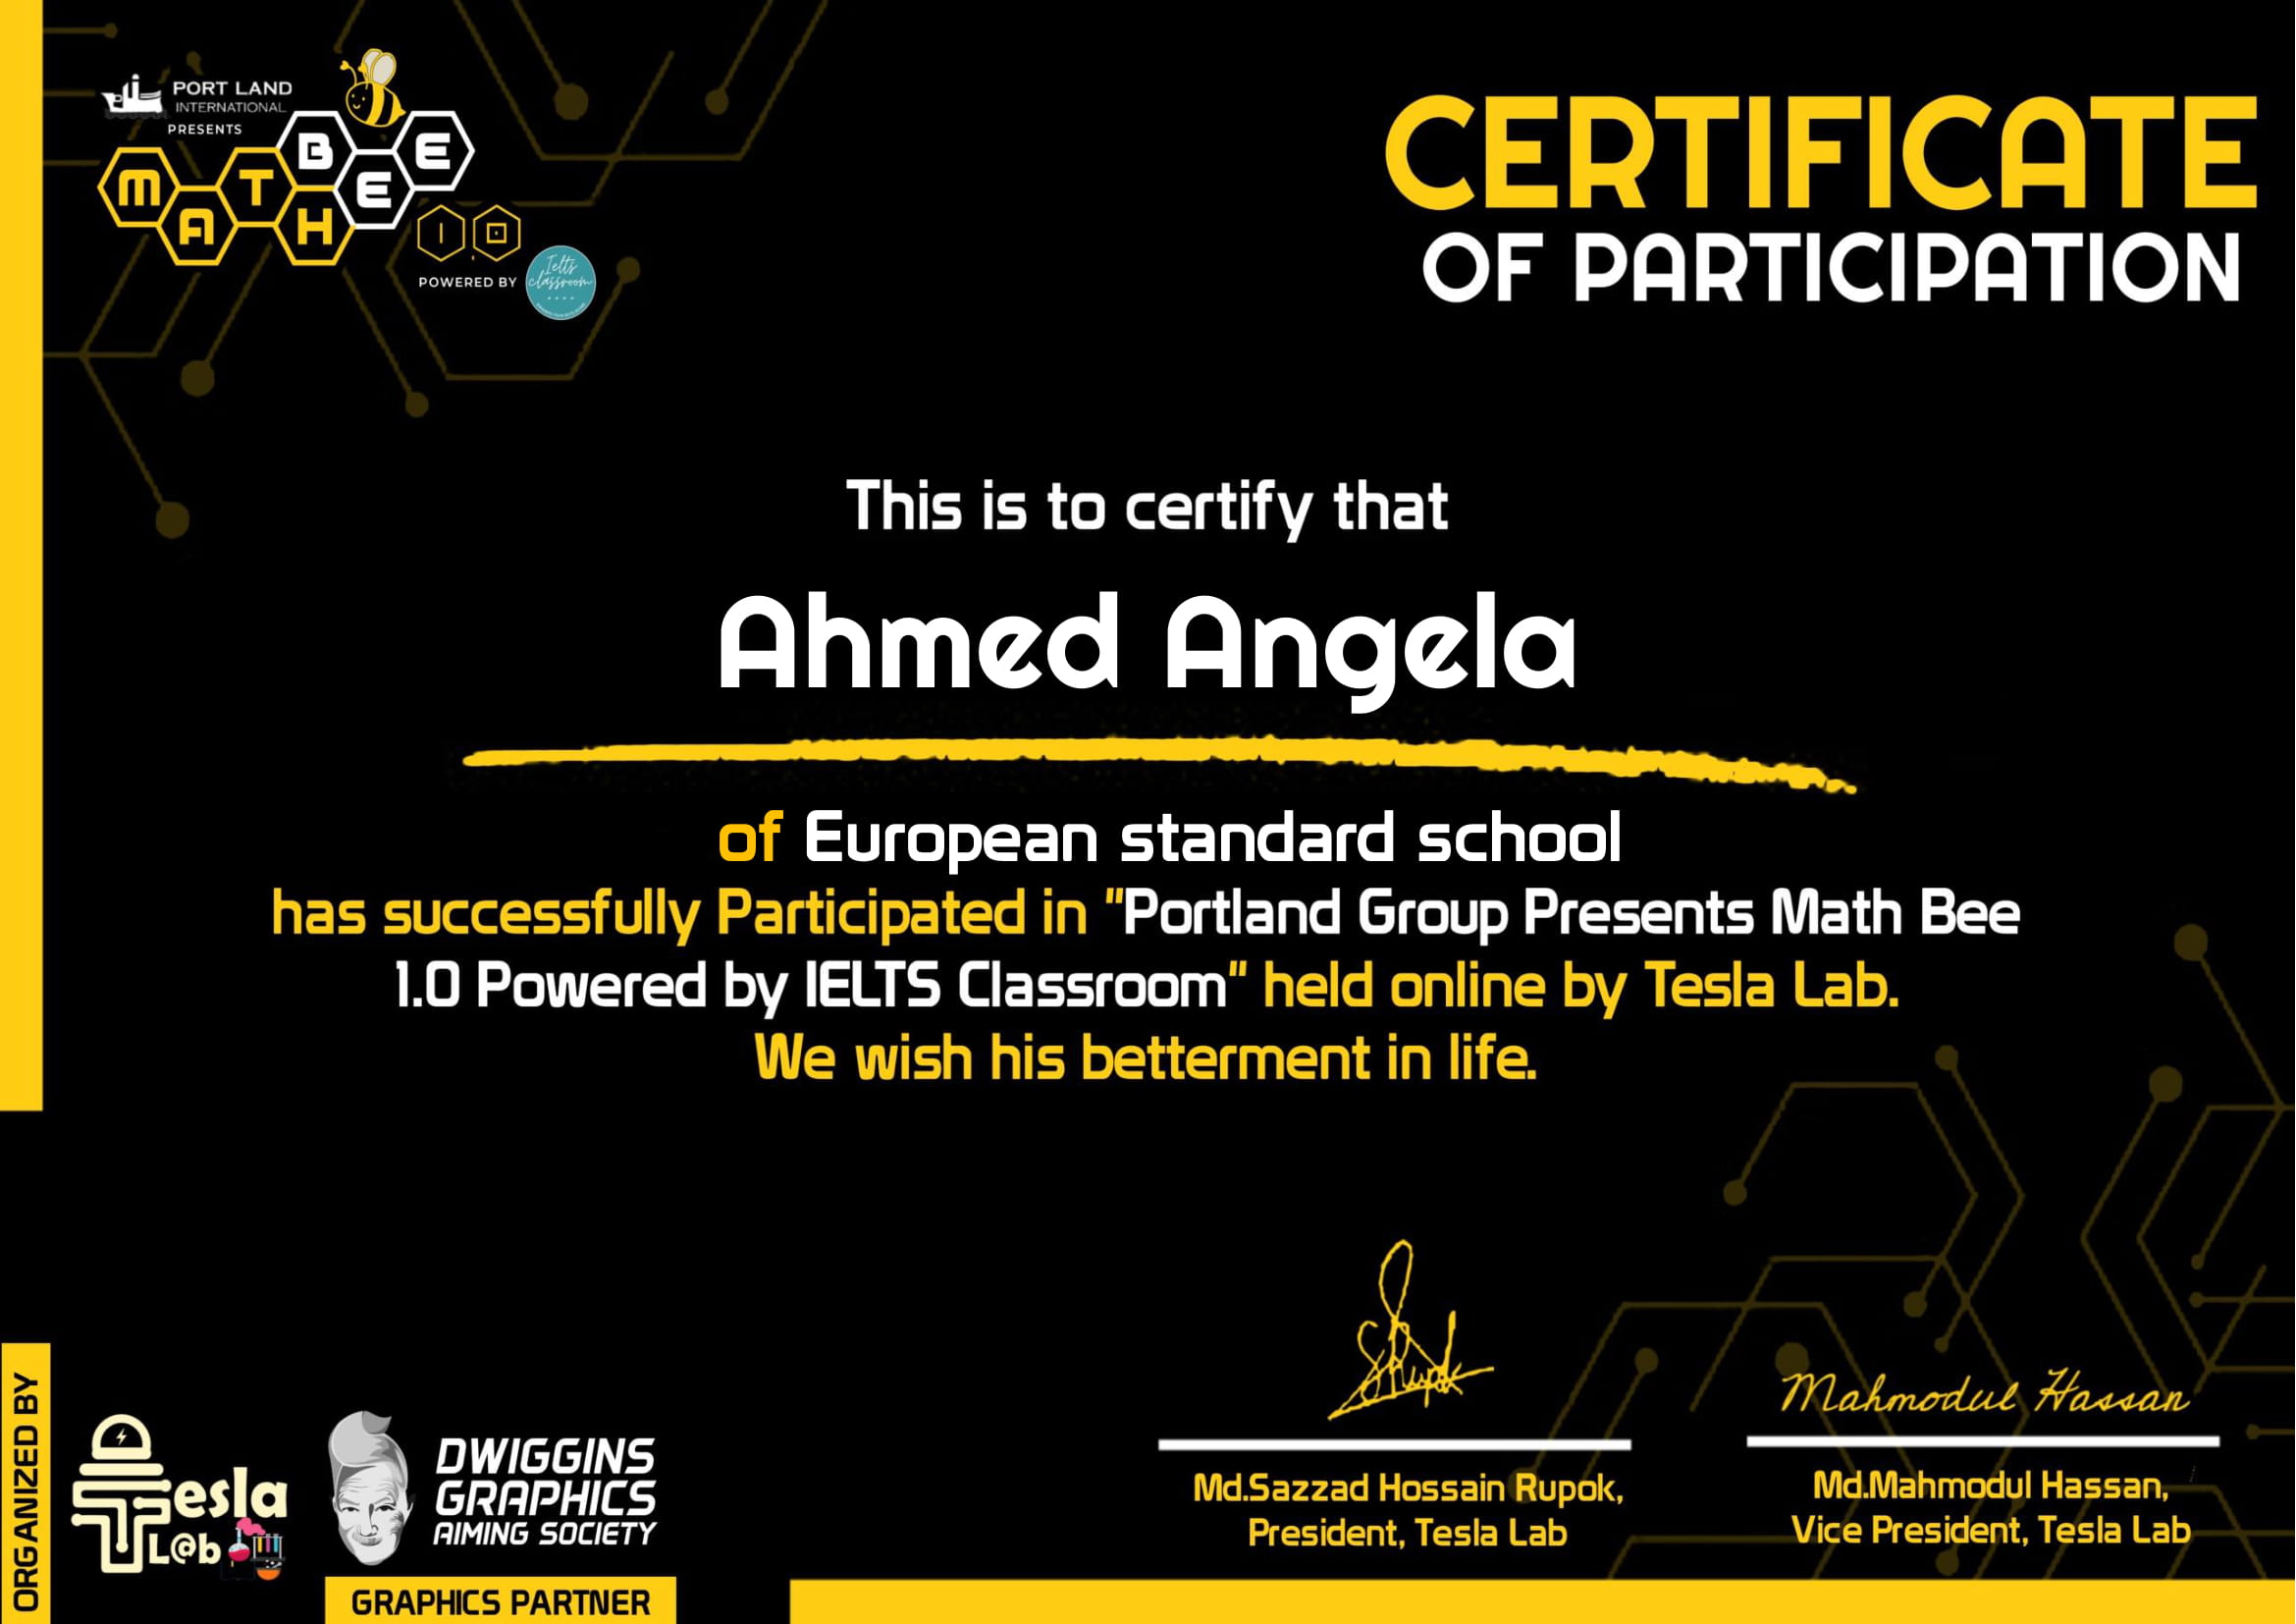 PORT LAND
INTERNATIONAL
PRESENTS
MATH BEE
1.0
POWERED BY
Ielts classroom
CERTIFICATE
OF PARTICIPATION
This is to certify that
Ahmed Angela
of European standard school
has successfully Participated in "Portland Group Presents Math Bee
1.0 Powered by IELTS Classroom" held online by Tesla Lab.
We wish his betterment in life.
ORGANIZED BY
Tesla
L@b
DWIGGINS
GRAPHICS
AIMING SOCIETY
GRAPHICS PARTNER
SRupok
Md.Sazzad Hossain Rupok,
President, Tesla Lab
Mahmodul Hassan
Md.Mahmodul Hassan,
Vice President, Tesla Lab